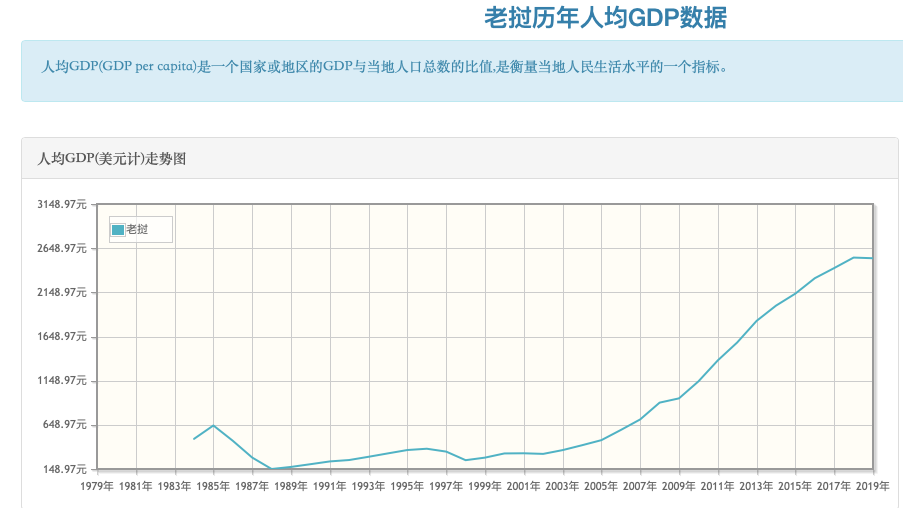 老挝历年人均GDP数据
人均GDP(GDP per capita)是一个国家或地区的GDP与当地人口总数的比值,是衡量当地人民生活水平的一个指标。
人均GDP(美元计)走势图
3148.97元
老挝
2648.97元
2148.97元
1648.97元
1148.97元
648.97元
148.97元
1979年 1981年 1983年 1985年 1987年 1989年 1991年 1993年 1995年 1997年 1999年 2001年 2003年 2005年 2007年 2009年 2011年 2013年 2015年 2017年 2019年